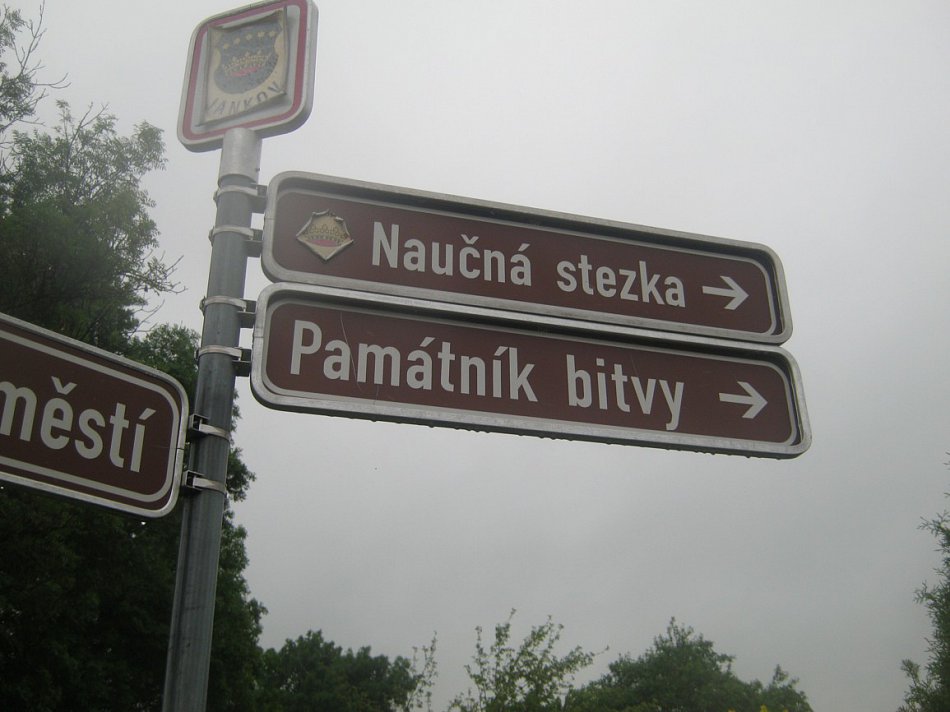 JANKOV
Naučná stezka
Památník bitvy
městí